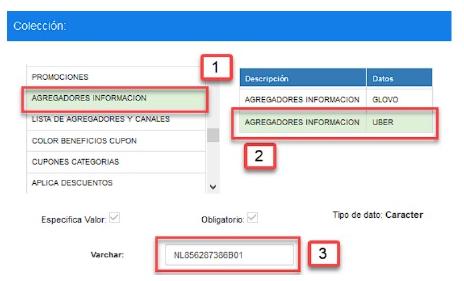 Colección:
1
PROMOCIONES
AGREGADORES INFORMACION
LISTA DE AGREGADORES Y CANALES
COLOR BENEFICIOS CUPON
CUPONES CATEGORIAS
APLICA DESCUENTOS
Descripción Datos
AGREGADORES INFORMACION GLOVO
AGREGADORES INFORMACION UBER
2
Especifica Valor: Obligatorio: Tipo de dato: Caracter
Varchar: NL856287386B01
3